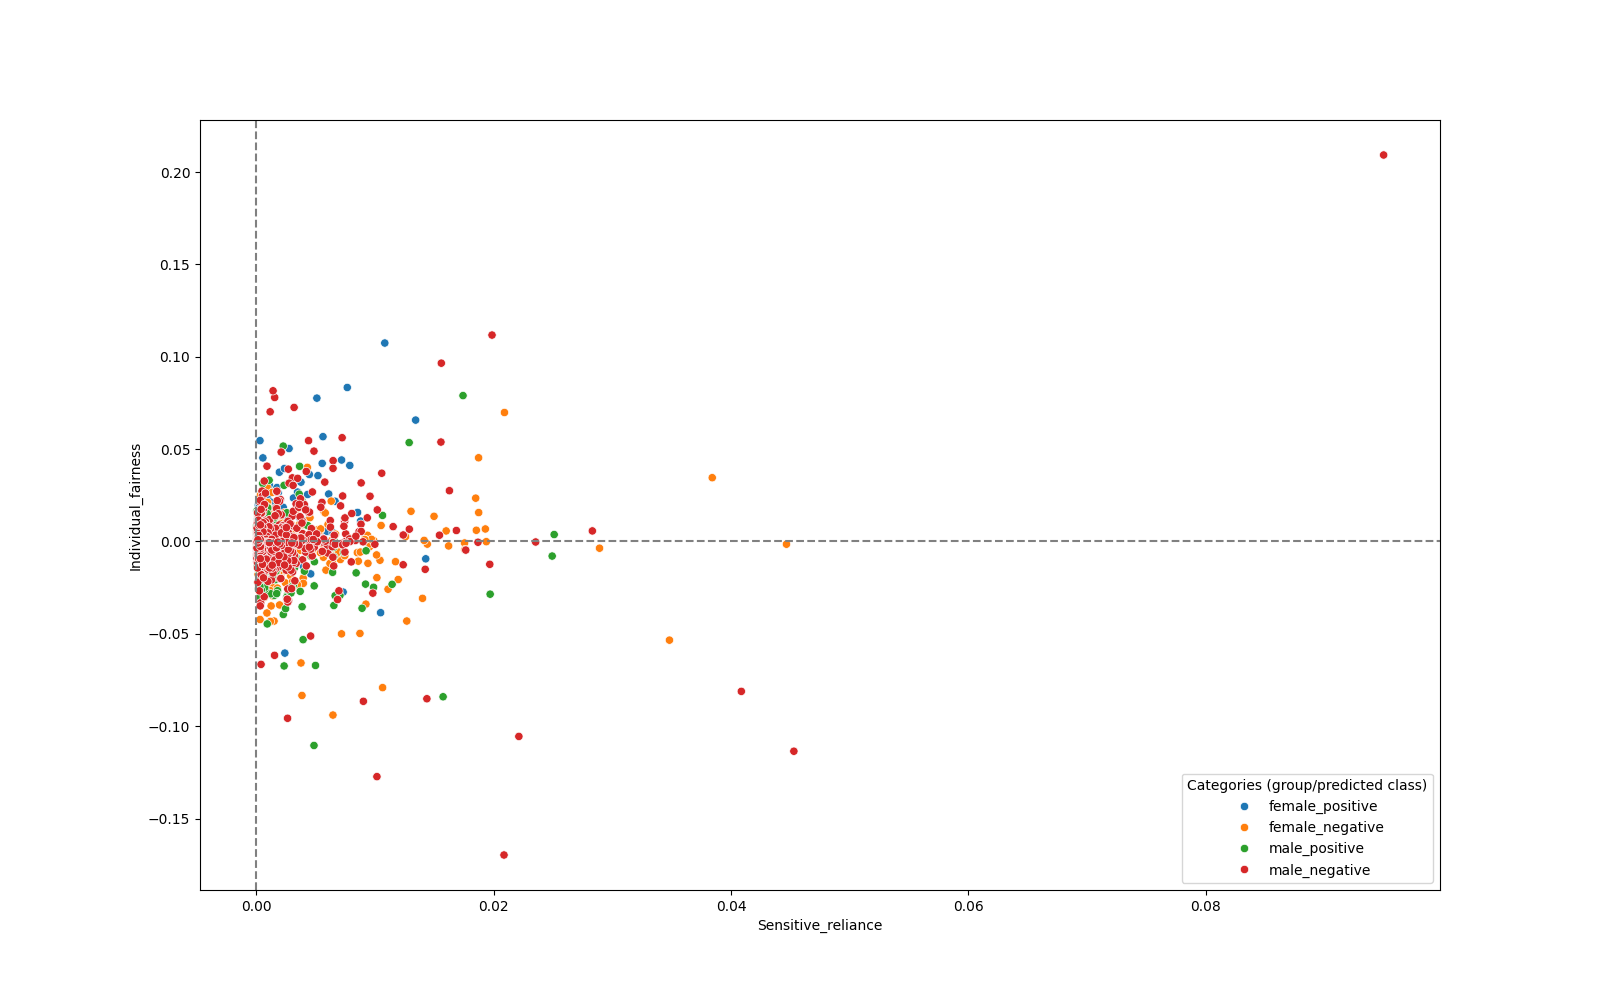 0.20
0.15
0.10
0.05
0.00
−0.05
−0.10
−0.15
Individual_fairness
0.00 0.02 0.04 0.06 0.08
Sensitive_reliance
Categories (group/predicted class)
female_positive
female_negative
male_positive
male_negative